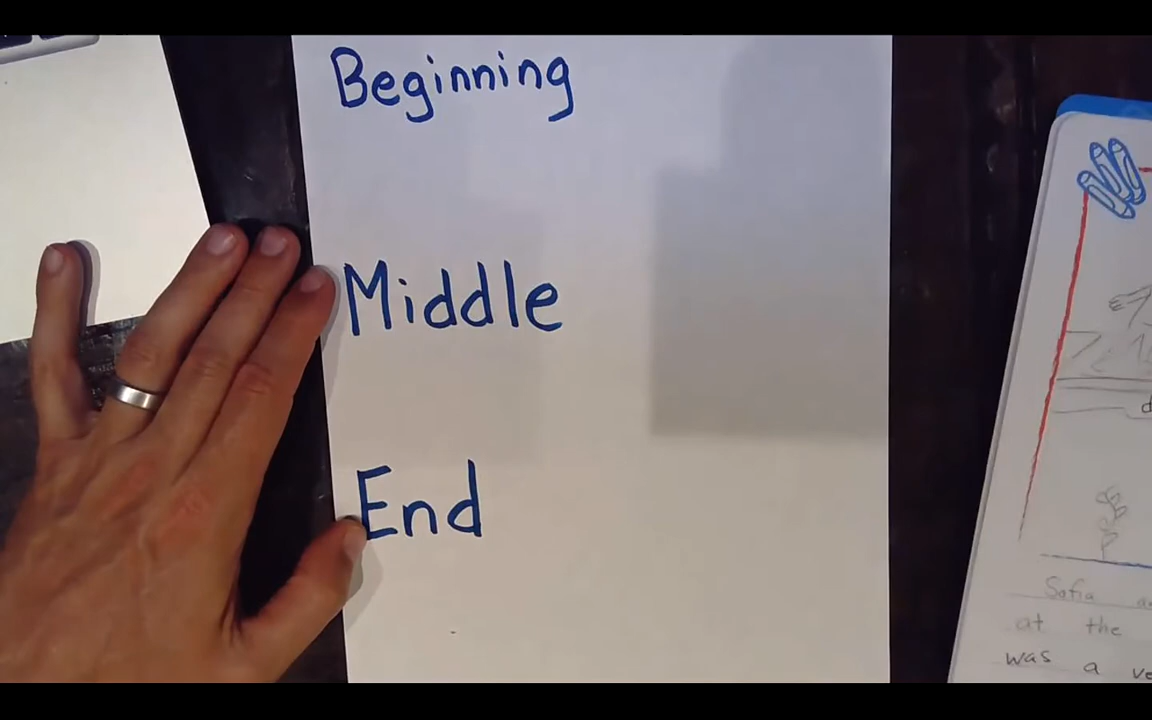 Beginning
Middle
End
Sofia
at the
was a